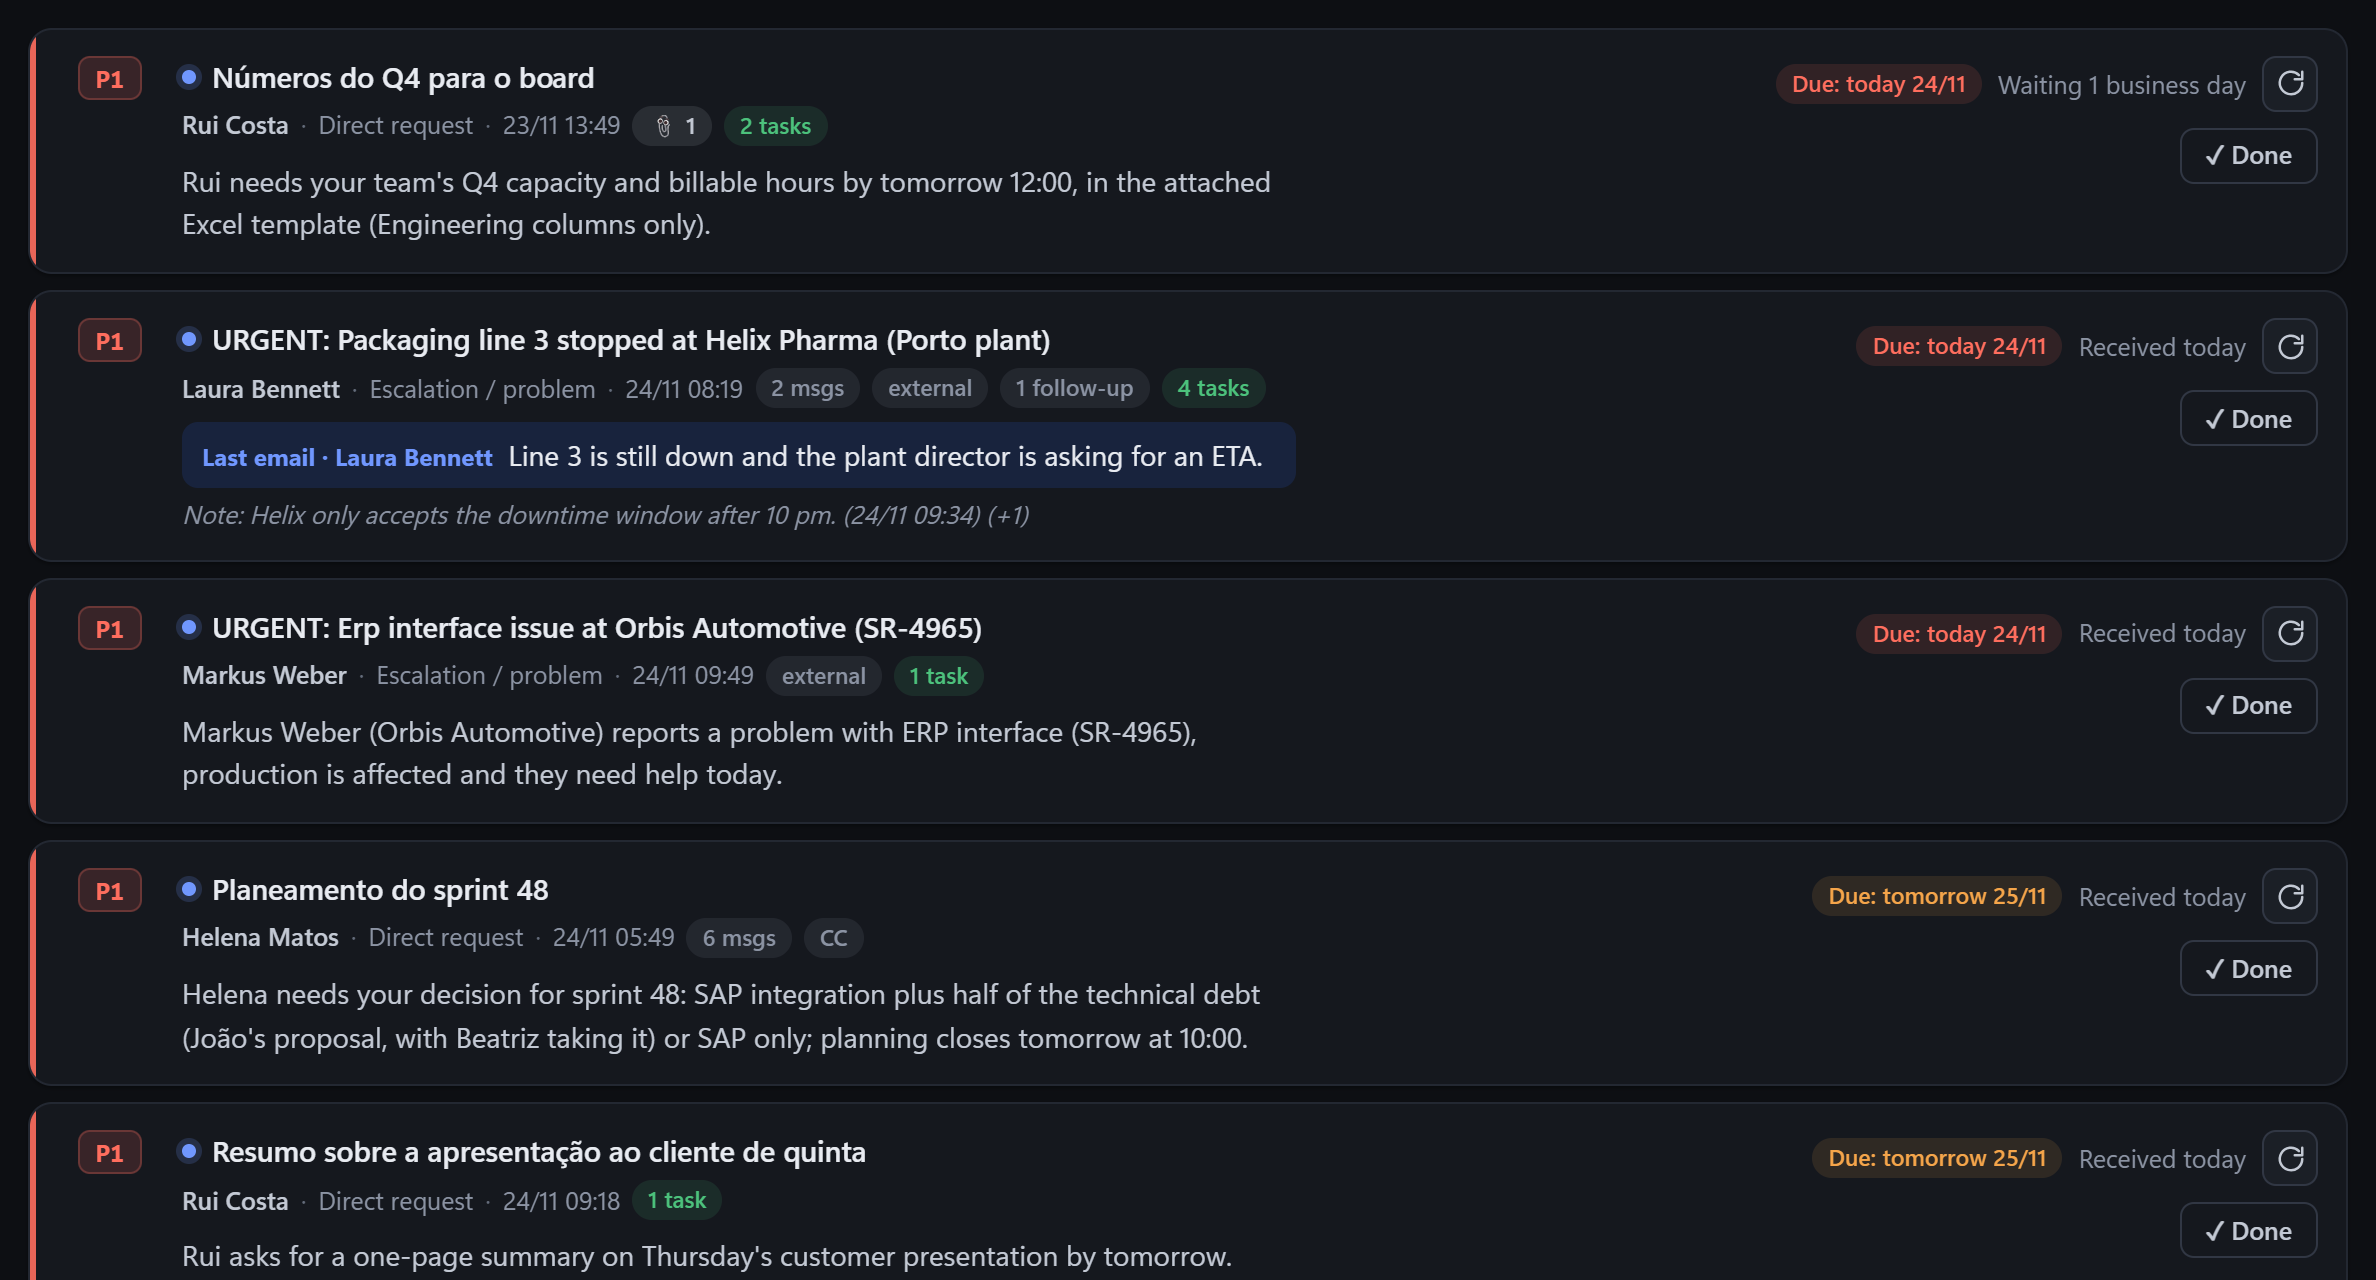 P1 Números do Q4 para o board Due: today 24/11 Waiting 1 business day
Rui Costa · Direct request · 23/11 13:49 1 2 tasks
✓ Done
Rui needs your team's Q4 capacity and billable hours by tomorrow 12:00, in the attached
Excel template (Engineering columns only).
P1 URGENT: Packaging line 3 stopped at Helix Pharma (Porto plant) Due: today 24/11 Received today
Laura Bennett · Escalation / problem · 24/11 08:19 2 msgs external 1 follow-up 4 tasks
✓ Done
Last email · Laura Bennett Line 3 is still down and the plant director is asking for an ETA.
Note: Helix only accepts the downtime window after 10 pm. (24/11 09:34) (+1)
P1 URGENT: Erp interface issue at Orbis Automotive (SR-4965) Due: today 24/11 Received today
Markus Weber · Escalation / problem · 24/11 09:49 external 1 task
✓ Done
Markus Weber (Orbis Automotive) reports a problem with ERP interface (SR-4965),
production is affected and they need help today.
P1 Planeamento do sprint 48 Due: tomorrow 25/11 Received today
Helena Matos · Direct request · 24/11 05:49 6 msgs CC
✓ Done
Helena needs your decision for sprint 48: SAP integration plus half of the technical debt
(João's proposal, with Beatriz taking it) or SAP only; planning closes tomorrow at 10:00.
P1 Resumo sobre a apresentação ao cliente de quinta Due: tomorrow 25/11 Received today
Rui Costa · Direct request · 24/11 09:18 1 task
✓ Done
Rui asks for a one-page summary on Thursday's customer presentation by tomorrow.